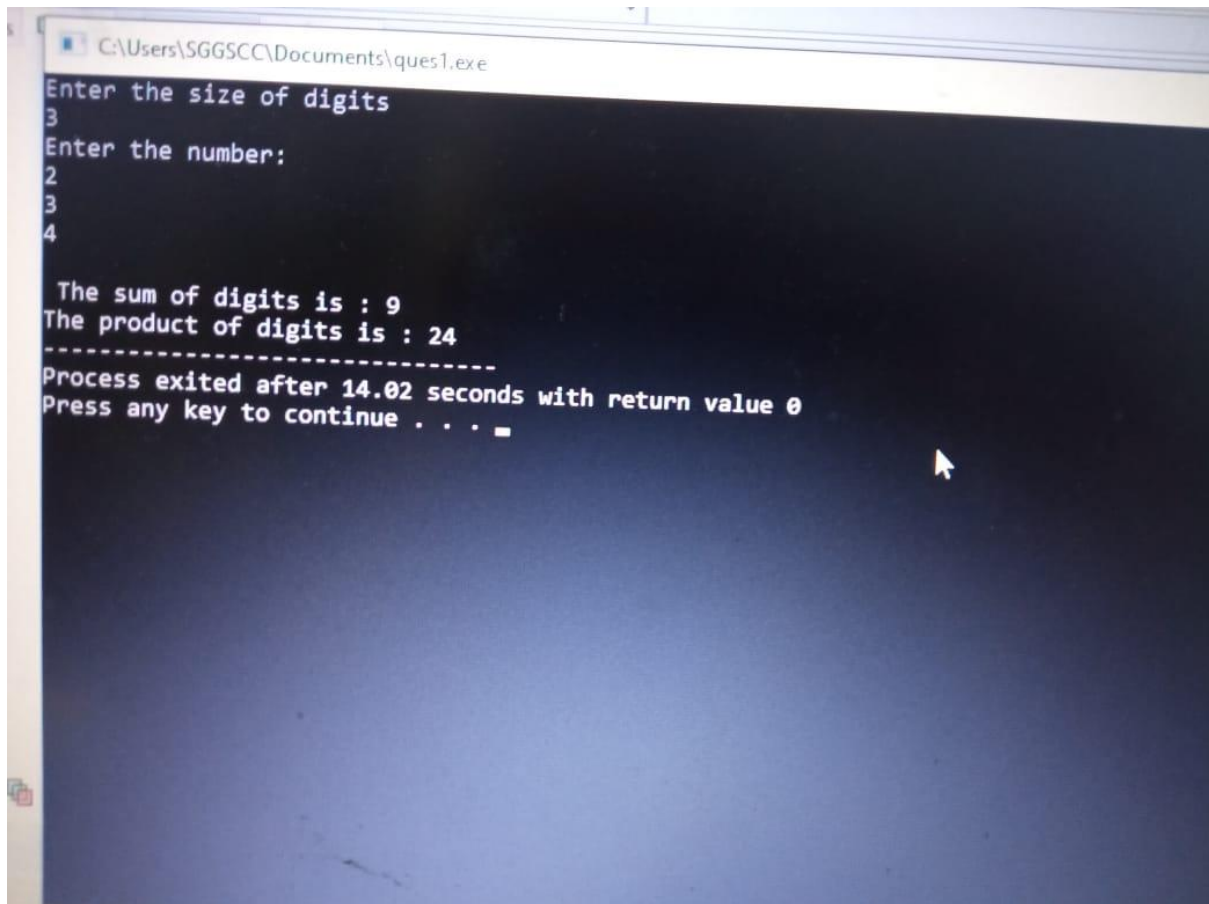 C:\Users\SGGSCC\Documents\ques1.exe
Enter the size of digits
3
Enter the number:
2
3
4
The sum of digits is : 9
The product of digits is : 24
--------------------------------
Process exited after 14.02 seconds with return value 0
Press any key to continue . . .